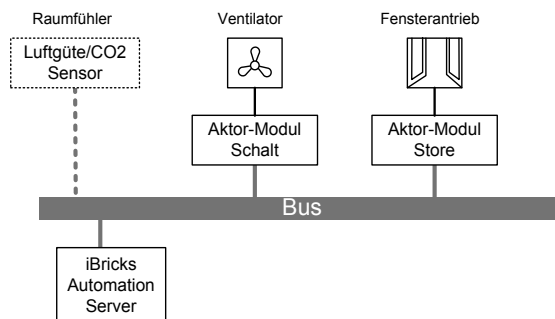 Raumfühler
Ventilator
Fensterantrieb
Luftgüte/CO2
Sensor
Aktor-Modul
Schalt
Aktor-Modul
Store
Bus
iBricks
Automation
Server